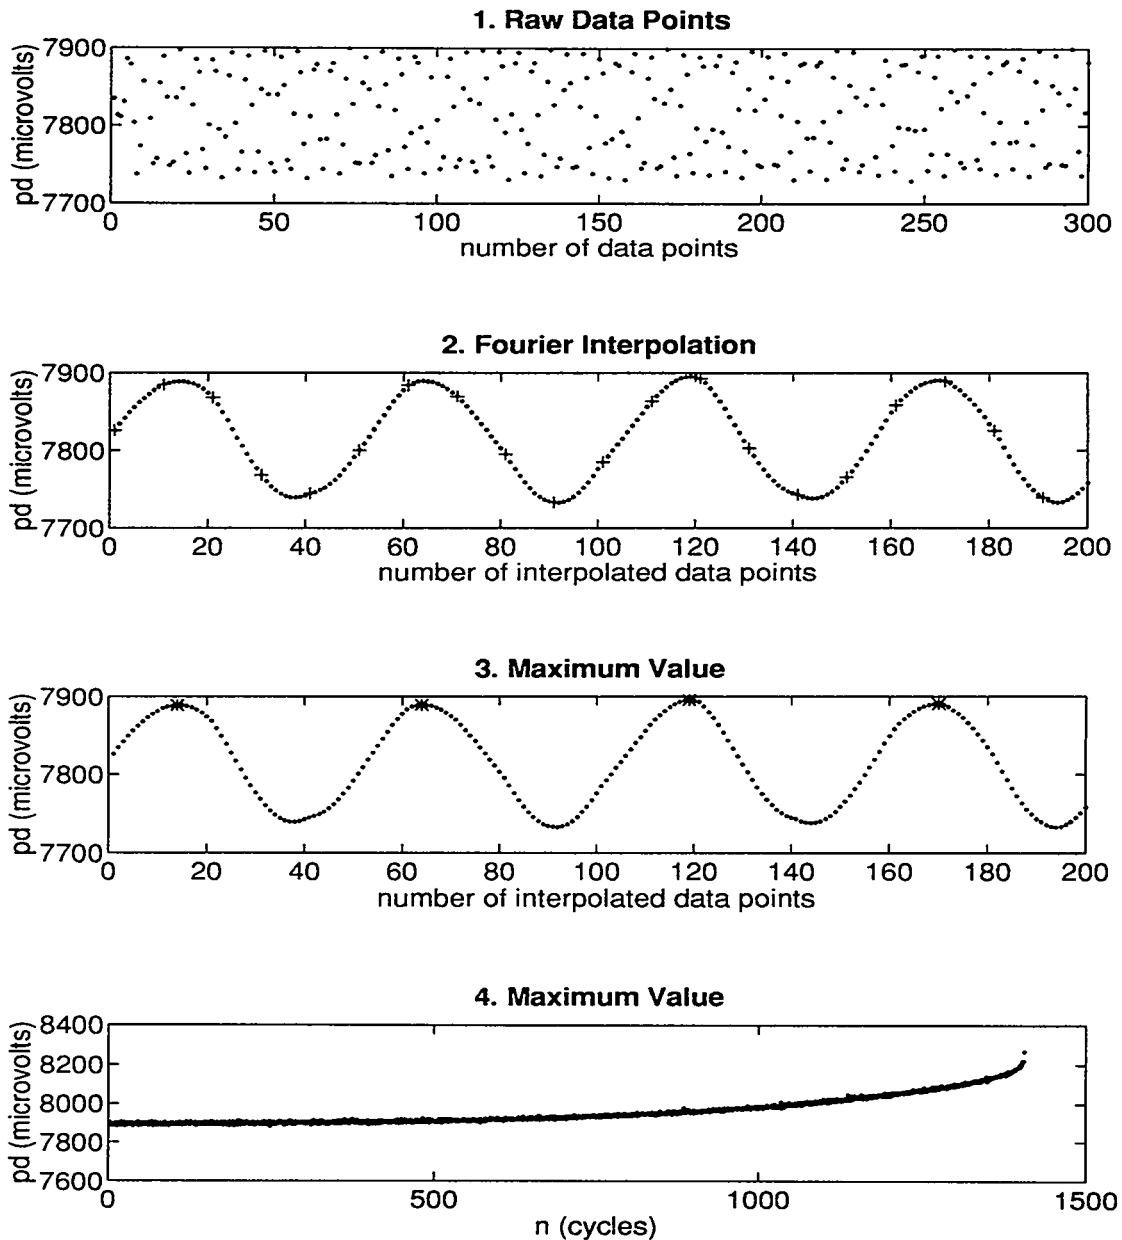 1. Raw Data Points
7900
7800
7700
pd (microvolts)
0 50 100 150 200 250 300
number of data points
2. Fourier Interpolation
7900
7800
7700
pd (microvolts)
0 20 40 60 80 100 120 140 160 180 200
number of interpolated data points
3. Maximum Value
7900
7800
7700
pd (microvolts)
0 20 40 60 80 100 120 140 160 180 200
number of interpolated data points
4. Maximum Value
8400
8200
8000
7800
7600
pd (microvolts)
0 500 1000 1500
n (cycles)